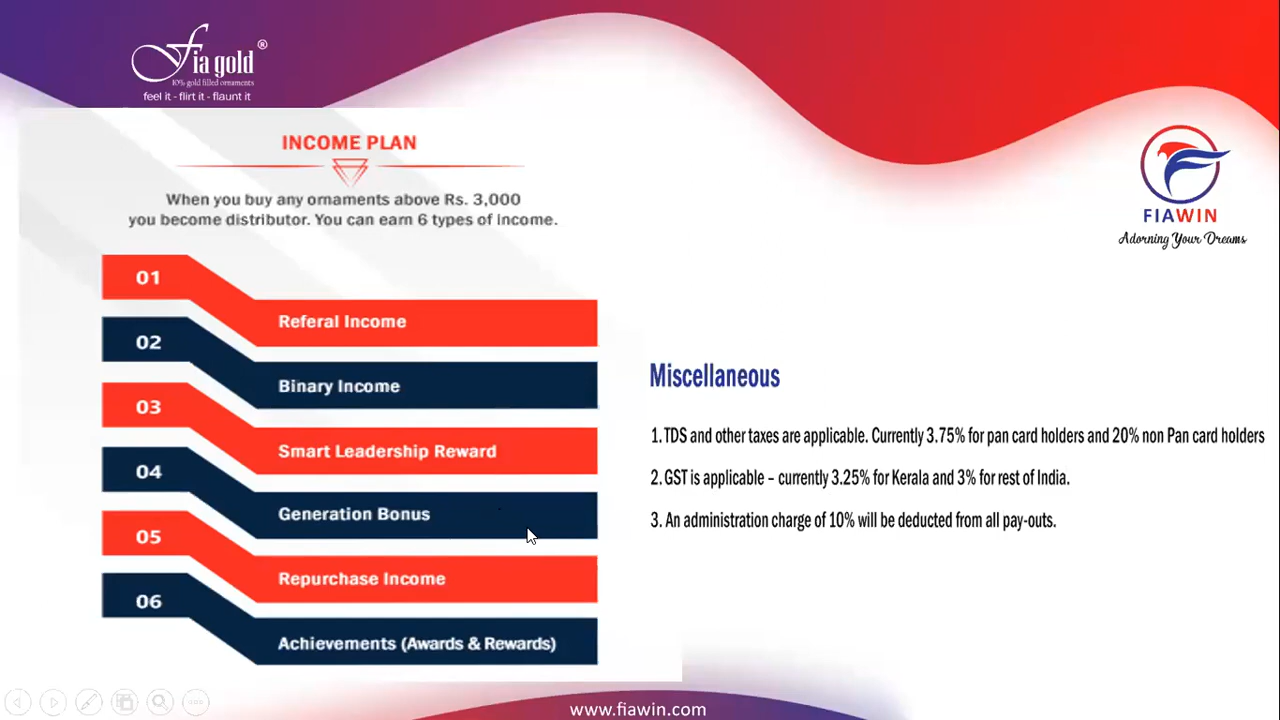 Fia gold®
10% gold filled ornaments
feel it - flirt it - flaunt it
INCOME PLAN
When you buy any ornaments above Rs. 3,000
you become distributor. You can earn 6 types of income.
01
Referal Income
02
Binary Income
03
Smart Leadership Reward
04
Generation Bonus
05
Repurchase Income
06
Achievements (Awards & Rewards)
FIAWIN
Adorning Your Dreams
Miscellaneous
1. TDS and other taxes are applicable. Currently 3.75% for pan card holders and 20% non Pan card holders
2. GST is applicable – currently 3.25% for Kerala and 3% for rest of India.
3. An administration charge of 10% will be deducted from all pay-outs.
www.fiawin.com